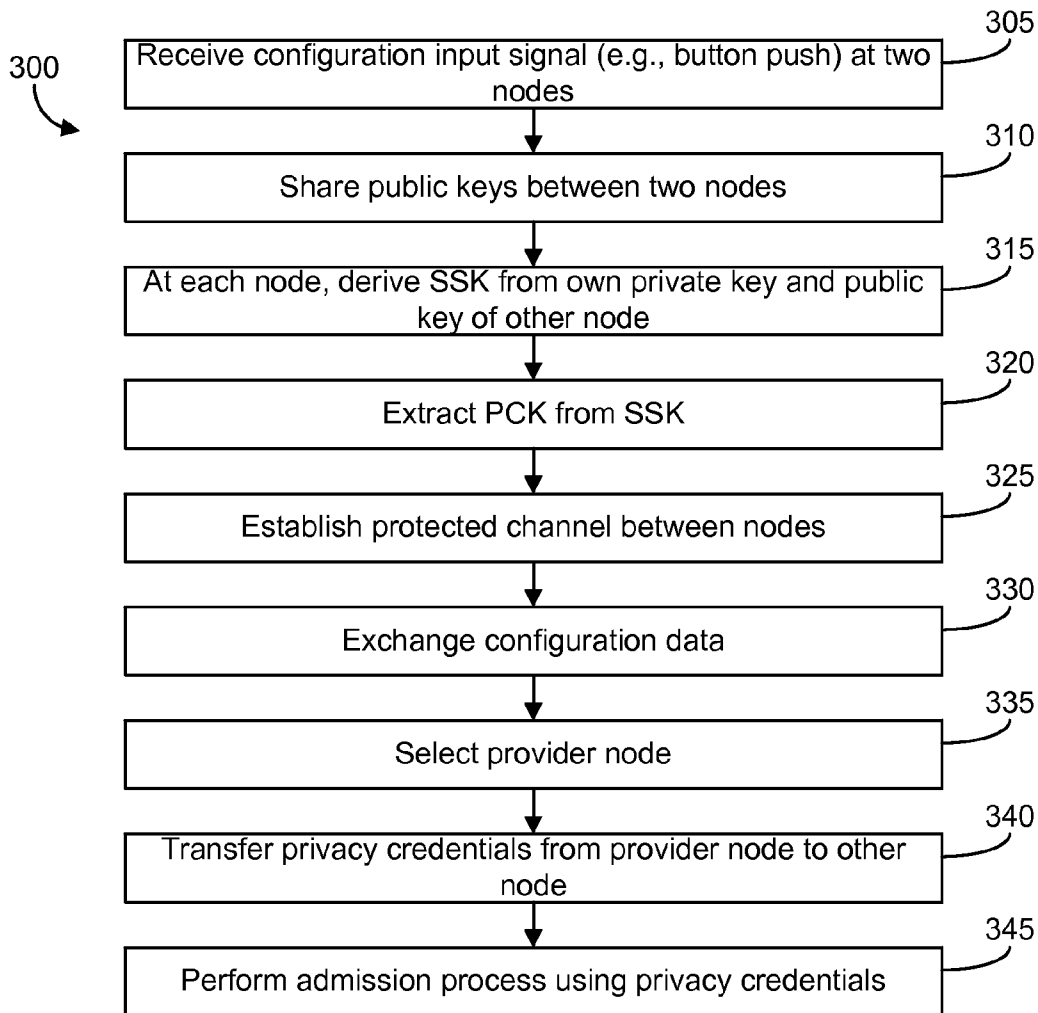 300
305
Receive configuration input signal (e.g., button push) at two
nodes
310
Share public keys between two nodes
315
At each node, derive SSK from own private key and public
key of other node
320
Extract PCK from SSK
325
Establish protected channel between nodes
330
Exchange configuration data
335
Select provider node
340
Transfer privacy credentials from provider node to other
node
345
Perform admission process using privacy credentials